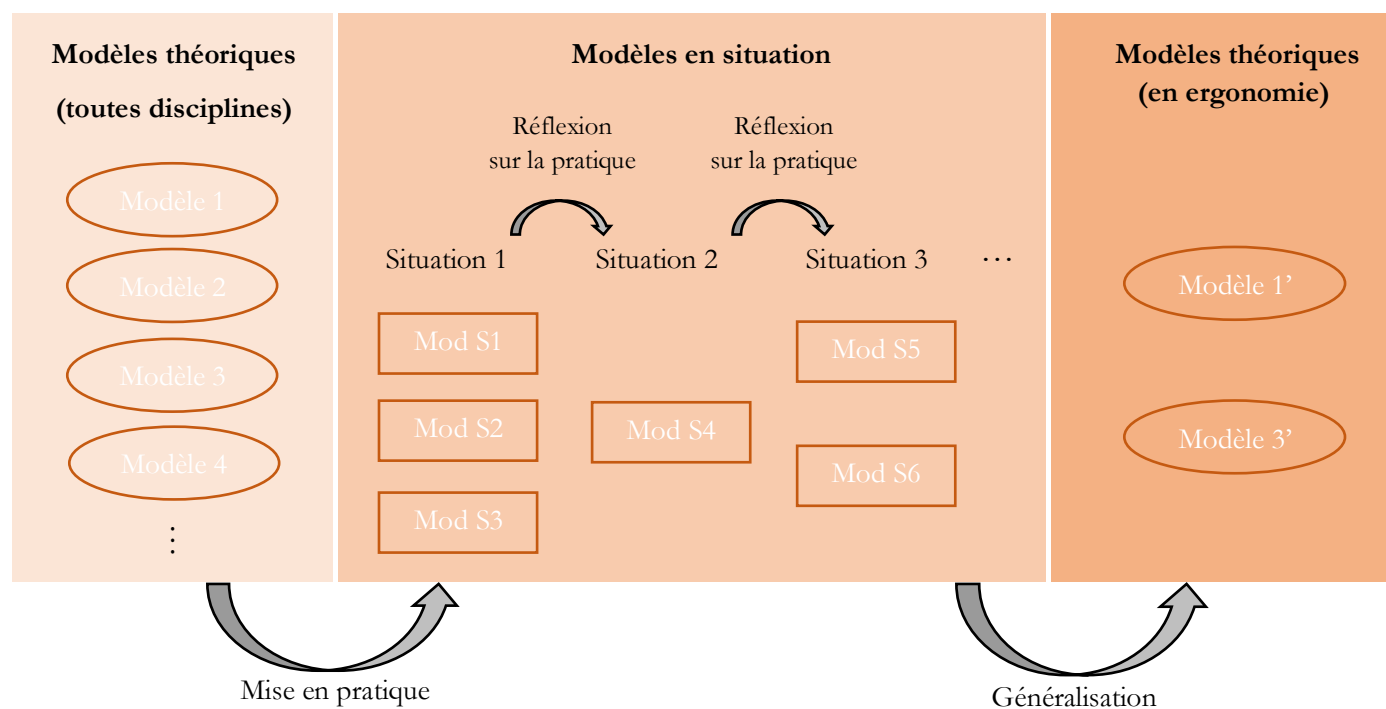 Modèles théoriques
(toutes disciplines)
Modèle 1
Modèle 2
Modèle 3
Modèle 4
⋮
Modèles en situation
Réflexion
sur la pratique
Réflexion
sur la pratique
Situation 1
Situation 2
Situation 3
…
Mod S1
Mod S2
Mod S3
Mod S4
Mod S5
Mod S6
Modèles théoriques
(en ergonomie)
Modèle 1’
Modèle 3’
Mise en pratique
Généralisation